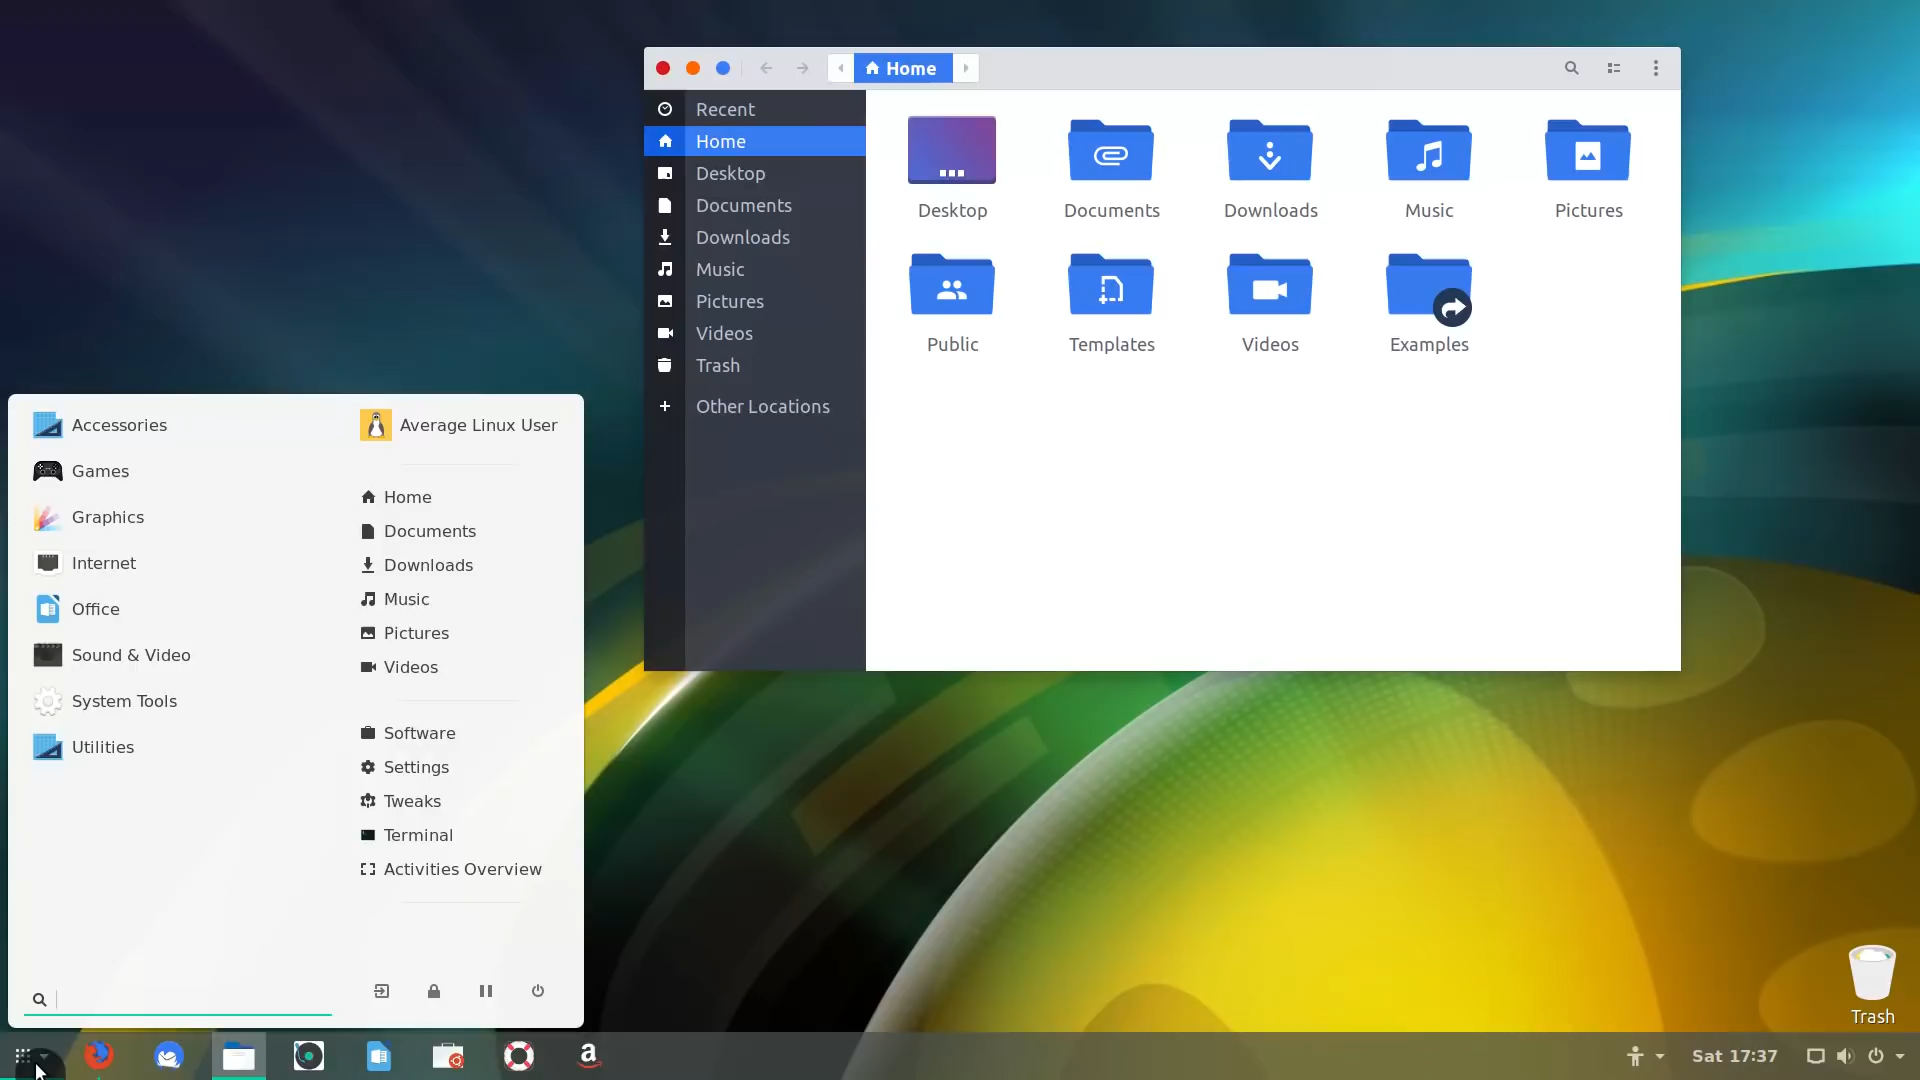 Home
Recent
Home
Desktop
Documents
Downloads
Music
Pictures
Videos
Trash
Other Locations
Desktop
Documents
Downloads
Music
Pictures
Public
Templates
Videos
Examples
Accessories
Games
Graphics
Internet
Office
Sound & Video
System Tools
Utilities
Average Linux User
Home
Documents
Downloads
Music
Pictures
Videos
Software
Settings
Tweaks
Terminal
Activities Overview
Trash
a
Sat 17:37